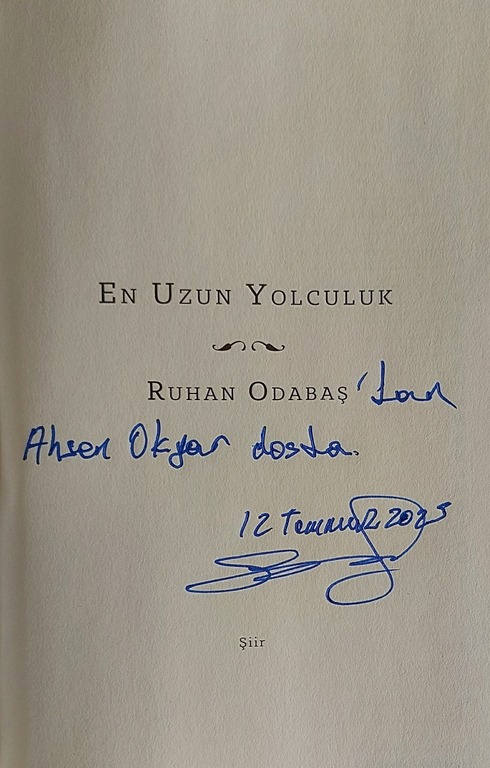 EN UZUN YOLCULUK
RUHAN ODABAŞ 'tan
Ahsen Okyar dosta.
12 Temmuz 2023
Şiir